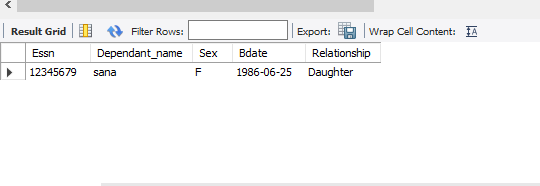 Result Grid Filter Rows: Export: Wrap Cell Content:
Essn Dependant_name Sex Bdate Relationship
12345679 sana F 1986-06-25 Daughter